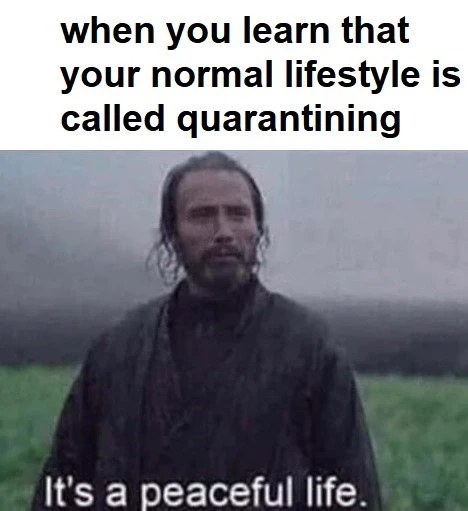 when you learn that
your normal lifestyle is
called quarantining
It's a peaceful life.